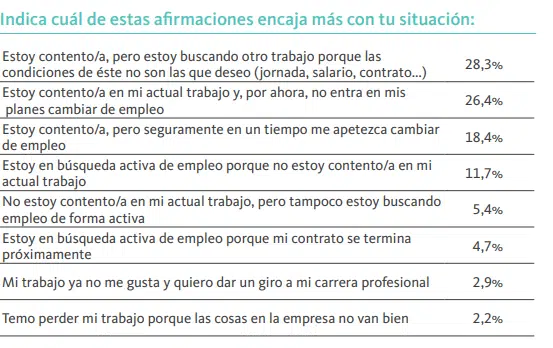 Indica cuál de estas afirmaciones encaja más con tu situación:
Estoy contento/a, pero estoy buscando otro trabajo porque las
condiciones de éste no son las que deseo (jornada, salario, contrato...) 28,3%
Estoy contento/a en mi actual trabajo y, por ahora, no entra en mis
planes cambiar de empleo 26,4%
Estoy contento/a, pero seguramente en un tiempo me apetezca cambiar
de empleo 18,4%
Estoy en búsqueda activa de empleo porque no estoy contento/a en mi
actual trabajo 11,7%
No estoy contento/a en mi actual trabajo, pero tampoco estoy buscando
empleo de forma activa 5,4%
Estoy en búsqueda activa de empleo porque mi contrato se termina
próximamente 4,7%
Mi trabajo ya no me gusta y quiero dar un giro a mi carrera profesional 2,9%
Temo perder mi trabajo porque las cosas en la empresa no van bien 2,2%